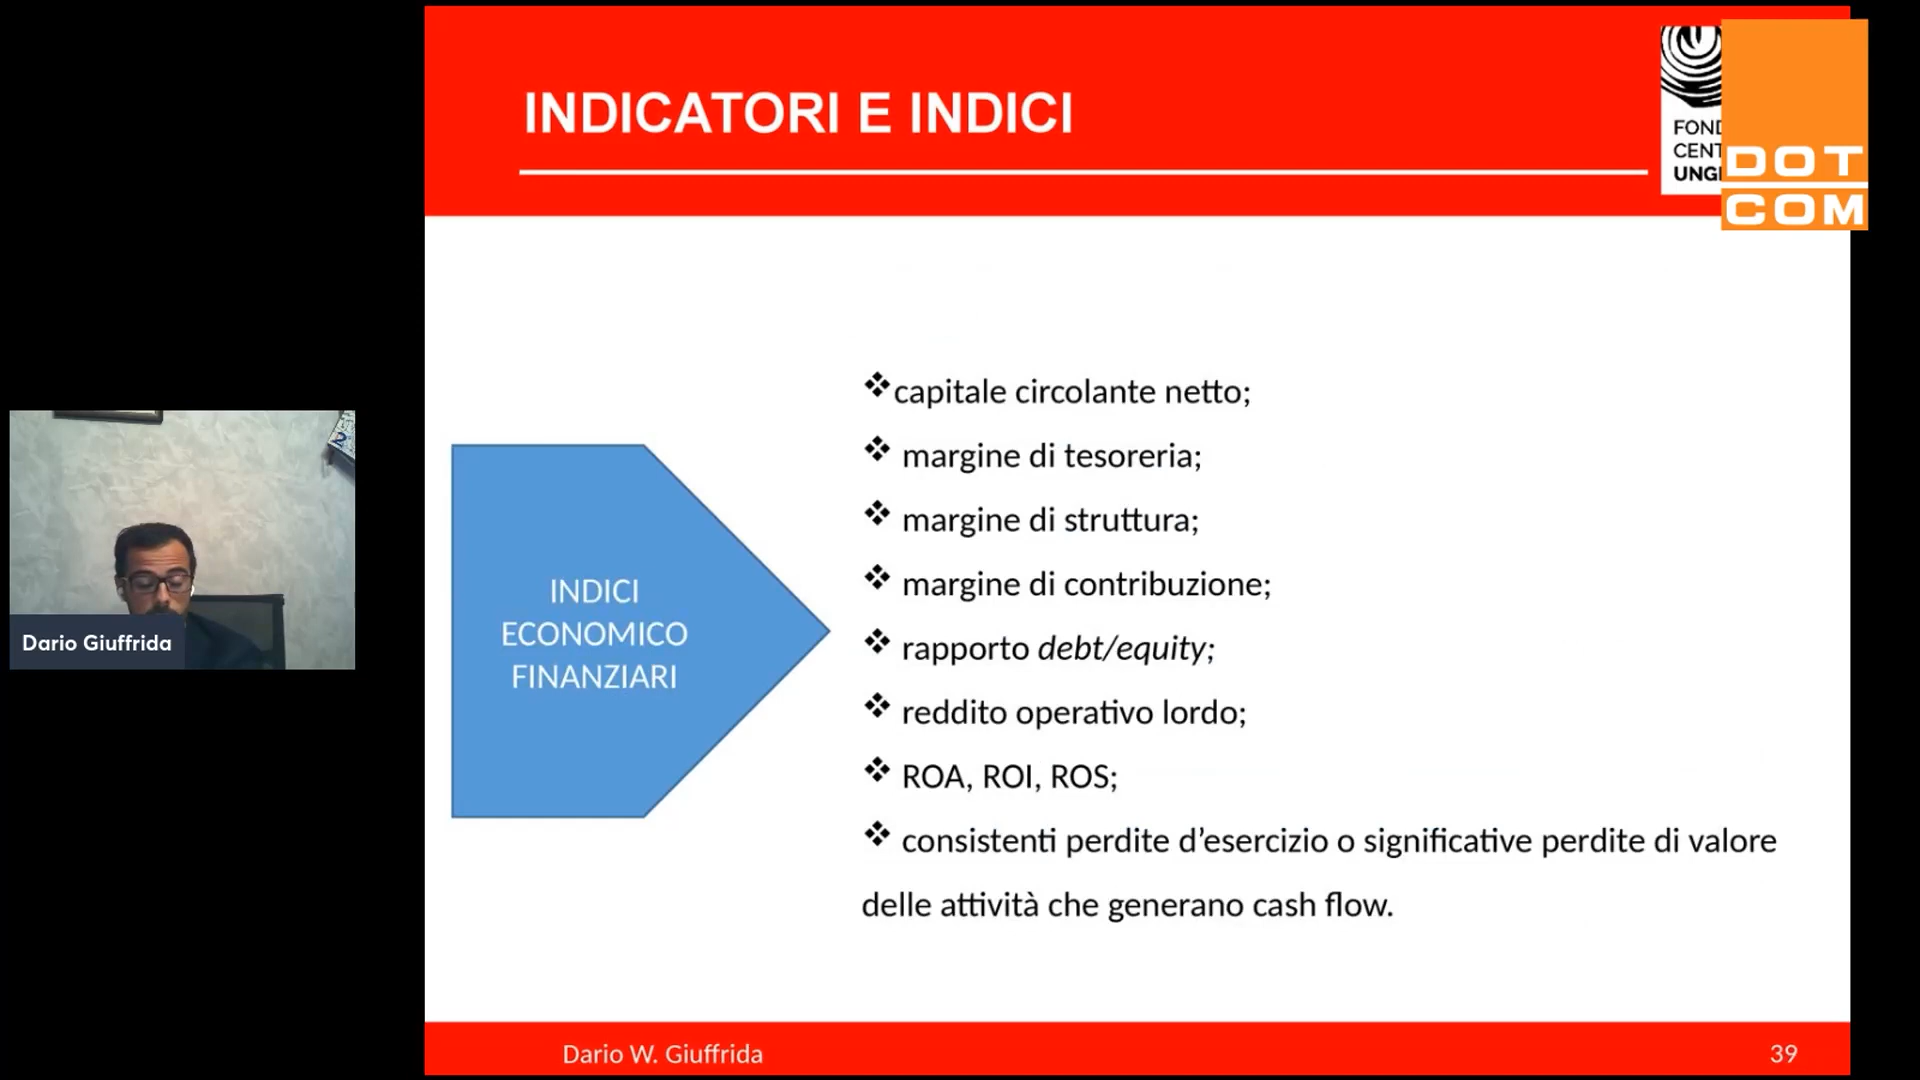 INDICATORI E INDICI
FOND
CENT
UNG
DOT
COM
❖capitale circolante netto;
❖ margine di tesoreria;
❖ margine di struttura;
❖ margine di contribuzione;
❖ rapporto debt/equity;
❖ reddito operativo lordo;
❖ ROA, ROI, ROS;
❖ consistenti perdite d’esercizio o significative perdite di valore
delle attività che generano cash flow.
INDICI
ECONOMICO
FINANZIARI
2
Dario Giuffrida
Dario W. Giuffrida
39